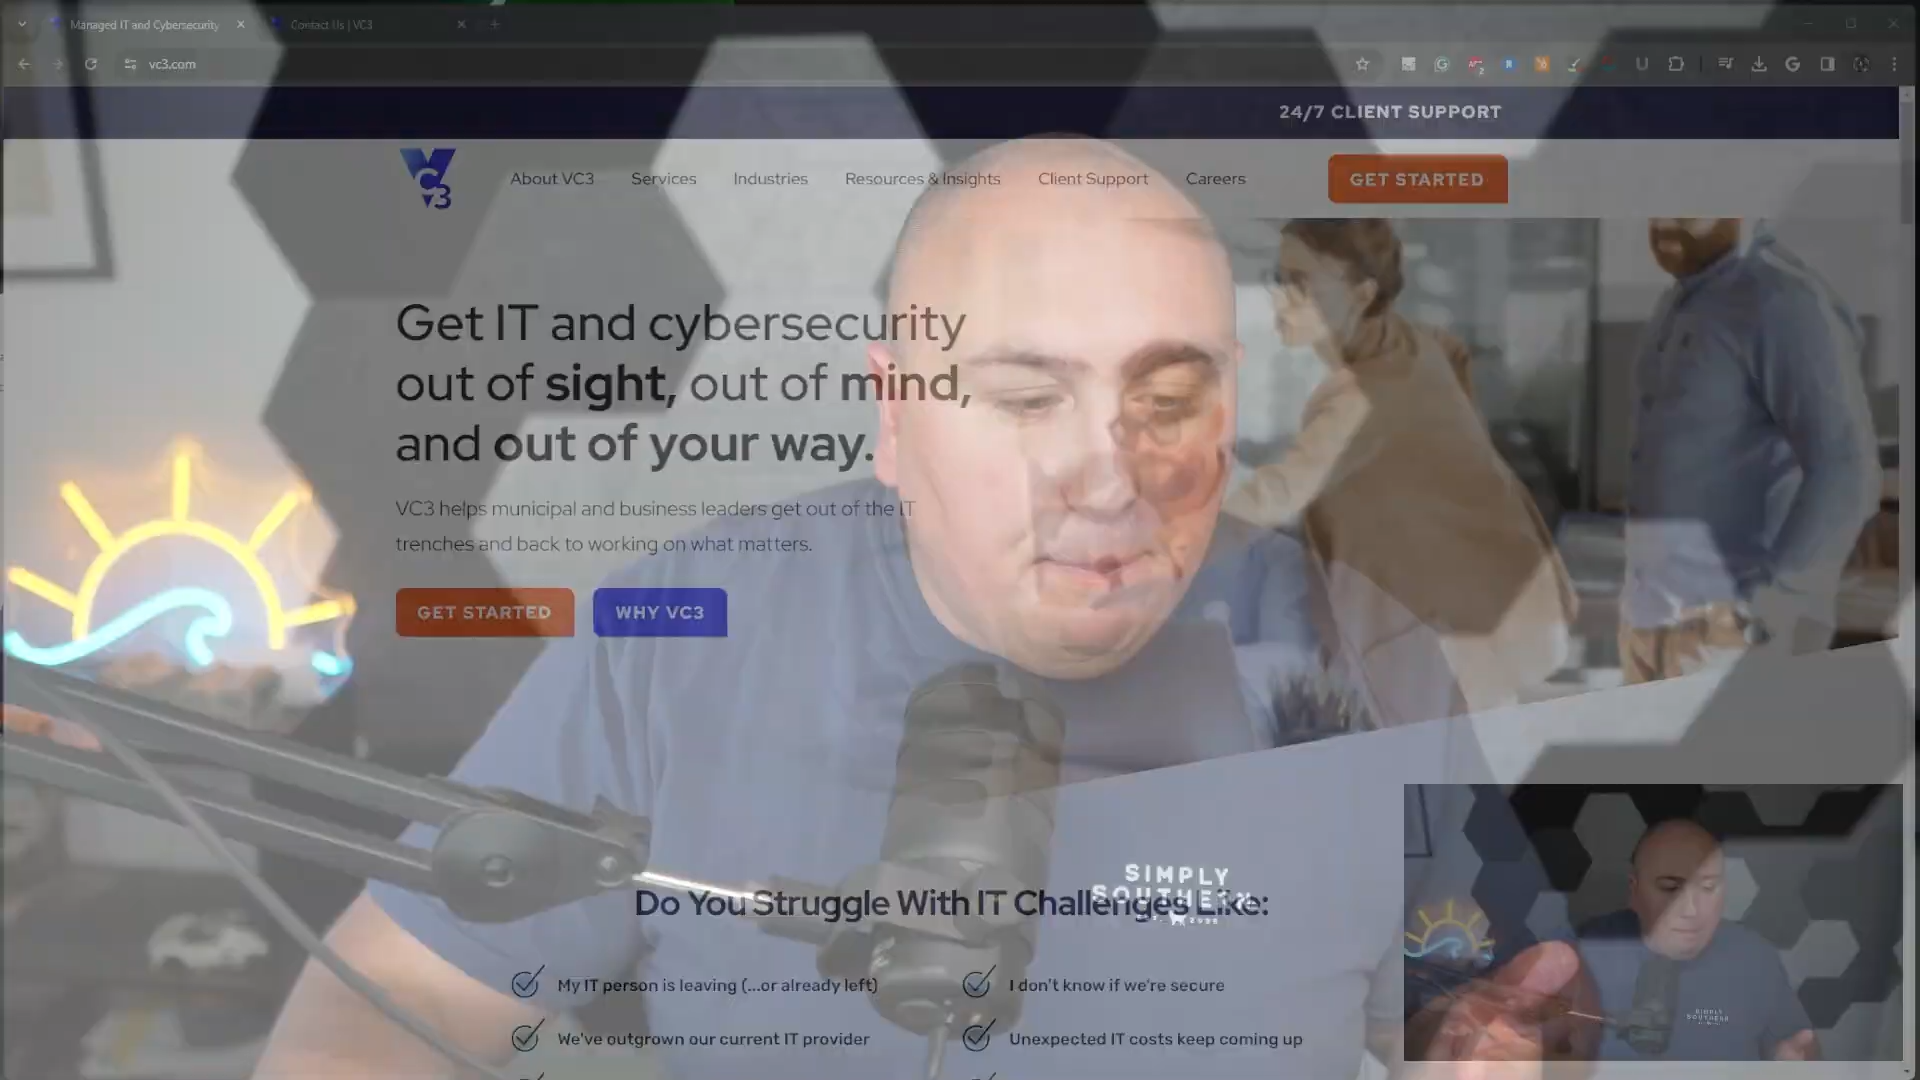 Managed IT and Cybersecurity
Contact Us | VC3
vc3.com
24/7 CLIENT SUPPORT
VC3
About VC3
Services
Industries
Resources & Insights
Client Support
Careers
GET STARTED
Get IT and cybersecurity
out of sight, out of mind,
and out of your way.
VC3 helps municipal and business leaders get out of the IT
trenches and back to working on what matters.
GET STARTED
WHY VC3
SIMPLY
SOUTHERN
Do You Struggle With IT Challenges Like:
My IT person is leaving (...or already left)
I don't know if we're secure
We've outgrown our current IT provider
Unexpected IT costs keep coming up
SIMPLY
SOUTHERN